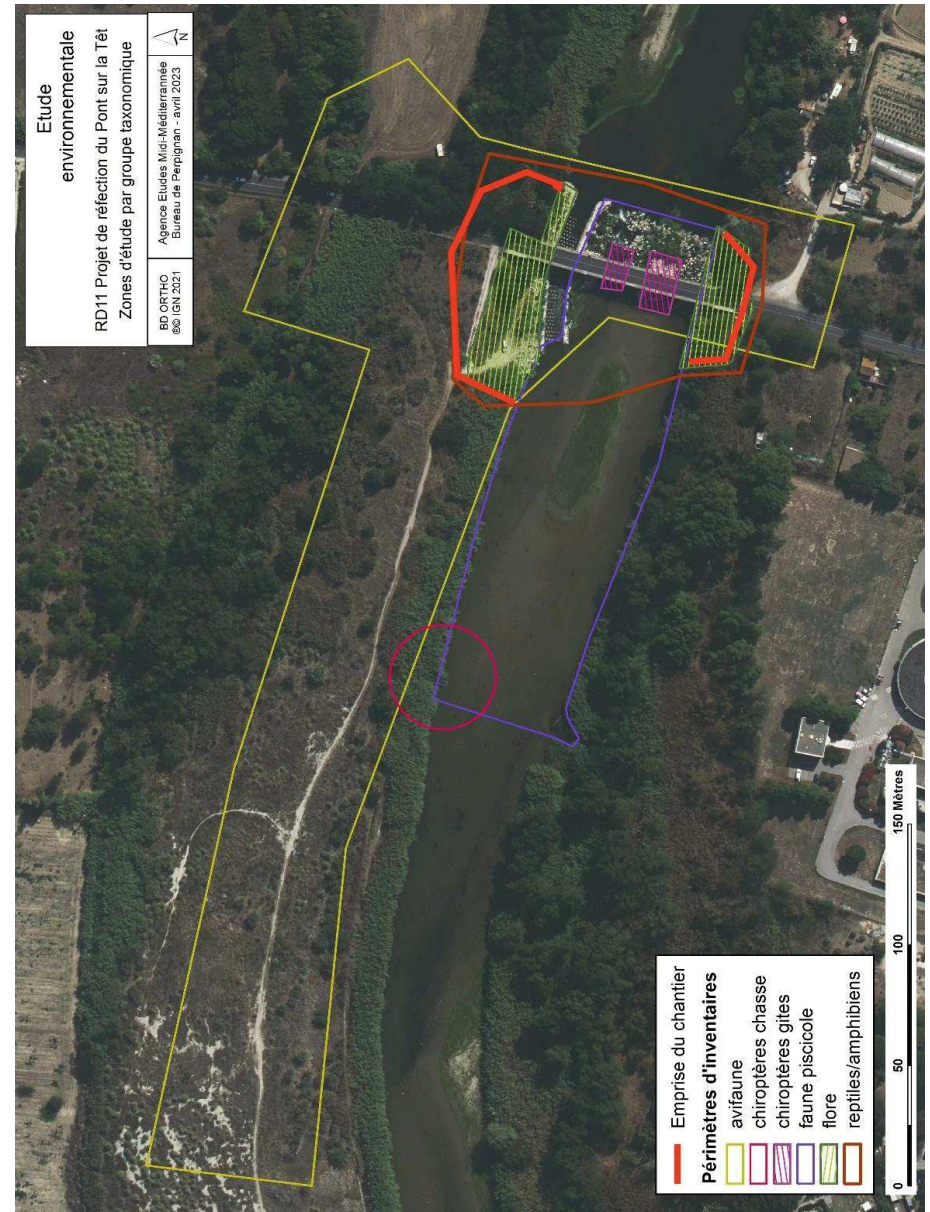 Etude
environnementale
RD11 Projet de réfection du Pont sur la Têt
Zones d'étude par groupe taxonomique
BD ORTHO
®© IGN 2021
Agence Etudes Midi-Méditerrannée
Bureau de Perpignan - avril 2023
N
Emprise du chantier
Périmètres d'inventaires
avifaune
chiroptères chasse
chiroptères gites
faune piscicole
flore
reptiles/amphibiens
0 50 100 150 Mètres